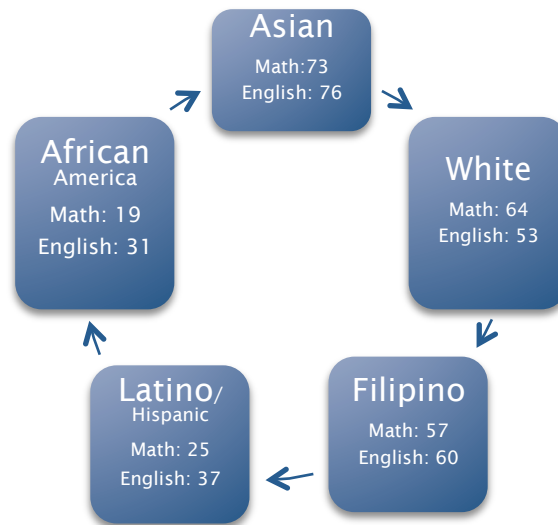 Asian
Math:73
English: 76
White
Math: 64
English: 53
Filipino
Math: 57
English: 60
Latino/
Hispanic
Math: 25
English: 37
African
America
Math: 19
English: 31